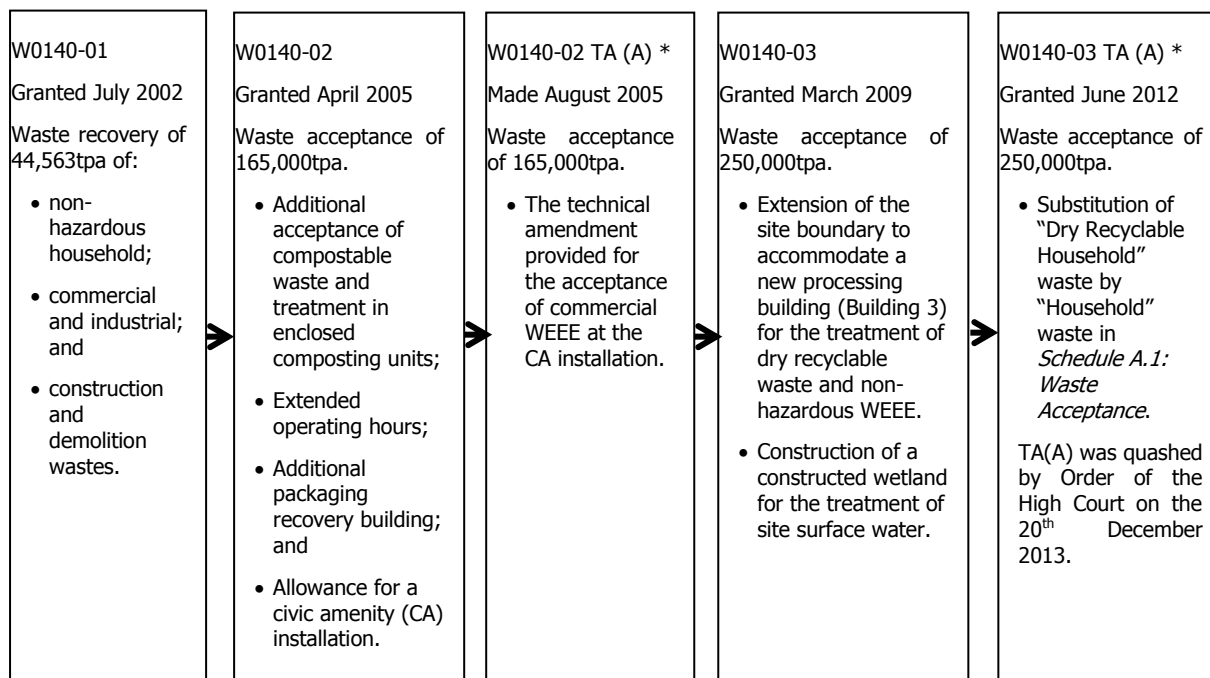 W0140-01
Granted July 2002
Waste recovery of
44,563tpa of:
• non-
hazardous
household;
• commercial
and industrial;
and
• construction
and
demolition
wastes.
W0140-02
Granted April 2005
Waste acceptance of
165,000tpa.
• Additional
acceptance of
compostable
waste and
treatment in
enclosed
composting units;
• Extended
operating hours;
• Additional
packaging
recovery building;
and
• Allowance for a
civic amenity (CA)
installation.
W0140-02 TA (A) *
Made August 2005
Waste acceptance
of 165,000tpa.
• The technical
amendment
provided for
the acceptance
of commercial
WEEE at the
CA installation.
W0140-03
Granted March 2009
Waste acceptance of
250,000tpa.
• Extension of the
site boundary to
accommodate a
new processing
building (Building 3)
for the treatment of
dry recyclable
waste and non-
hazardous WEEE.
• Construction of a
constructed wetland
for the treatment of
site surface water.
W0140-03 TA (A) *
Granted June 2012
Waste acceptance of
250,000tpa.
• Substitution of
“Dry Recyclable
Household”
waste by
“Household”
waste in
Schedule A.1:
Waste
Acceptance.
TA(A) was quashed
by Order of the
High Court on the
20th December
2013.